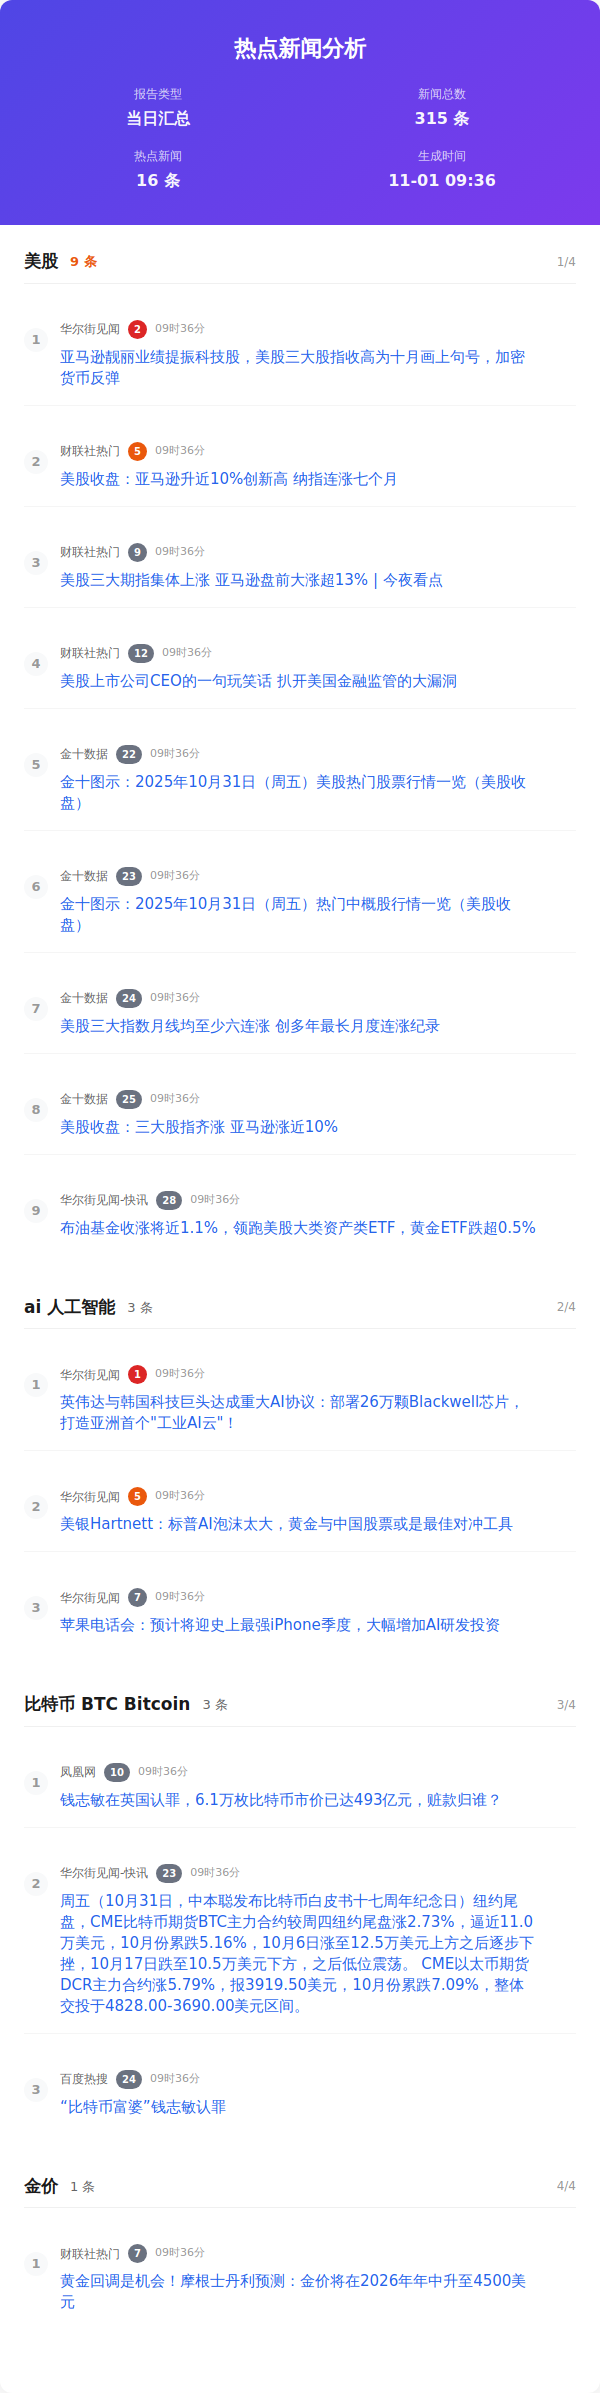 热点新闻分析
报告类型
当日汇总
新闻总数
315 条
热点新闻
16 条
生成时间
11-01 09:36
美股 9 条 1/4
1 华尔街见闻 2 09时36分
亚马逊靓丽业绩提振科技股，美股三大股指收高为十月画上句号，加密
货币反弹
2 财联社热门 5 09时36分
美股收盘：亚马逊升近10%创新高 纳指连涨七个月
3 财联社热门 9 09时36分
美股三大期指集体上涨 亚马逊盘前大涨超13% | 今夜看点
4 财联社热门 12 09时36分
美股上市公司CEO的一句玩笑话 扒开美国金融监管的大漏洞
5 金十数据 22 09时36分
金十图示：2025年10月31日（周五）美股热门股票行情一览（美股收
盘）
6 金十数据 23 09时36分
金十图示：2025年10月31日（周五）热门中概股行情一览（美股收
盘）
7 金十数据 24 09时36分
美股三大指数月线均至少六连涨 创多年最长月度连涨纪录
8 金十数据 25 09时36分
美股收盘：三大股指齐涨 亚马逊涨近10%
9 华尔街见闻-快讯 28 09时36分
布油基金收涨将近1.1%，领跑美股大类资产类ETF，黄金ETF跌超0.5%
ai 人工智能 3 条 2/4
1 华尔街见闻 1 09时36分
英伟达与韩国科技巨头达成重大AI协议：部署26万颗Blackwell芯片，
打造亚洲首个"工业AI云"！
2 华尔街见闻 5 09时36分
美银Hartnett：标普AI泡沫太大，黄金与中国股票或是最佳对冲工具
3 华尔街见闻 7 09时36分
苹果电话会：预计将迎史上最强iPhone季度，大幅增加AI研发投资
比特币 BTC Bitcoin 3 条 3/4
1 凤凰网 10 09时36分
钱志敏在英国认罪，6.1万枚比特币市价已达493亿元，赃款归谁？
2 华尔街见闻-快讯 23 09时36分
周五（10月31日，中本聪发布比特币白皮书十七周年纪念日）纽约尾
盘，CME比特币期货BTC主力合约较周四纽约尾盘涨2.73%，逼近11.0
万美元，10月份累跌5.16%，10月6日涨至12.5万美元上方之后逐步下
挫，10月17日跌至10.5万美元下方，之后低位震荡。 CME以太币期货
DCR主力合约涨5.79%，报3919.50美元，10月份累跌7.09%，整体
交投于4828.00-3690.00美元区间。
3 百度热搜 24 09时36分
“比特币富婆”钱志敏认罪
金价 1 条 4/4
1 财联社热门 7 09时36分
黄金回调是机会！摩根士丹利预测：金价将在2026年年中升至4500美
元